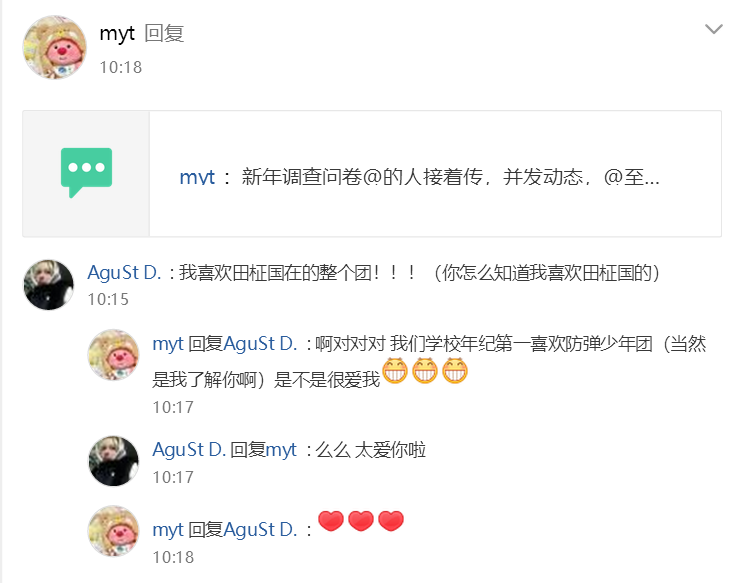 myt 回复
10:18
myt ：新年调查问卷@的人接着传，并发动态，@至...
AguSt D. ：我喜欢田柾国在的整个团！！！（你怎么知道我喜欢田柾国的）
10:15
myt 回复AguSt D. ：啊对对对 我们学校年纪第一喜欢防弹少年团（当然
是我了解你啊）是不是很爱我😁😁😁
10:17
AguSt D. 回复myt ：么么 太爱你啦
10:17
myt 回复AguSt D. ：❤❤❤
10:18